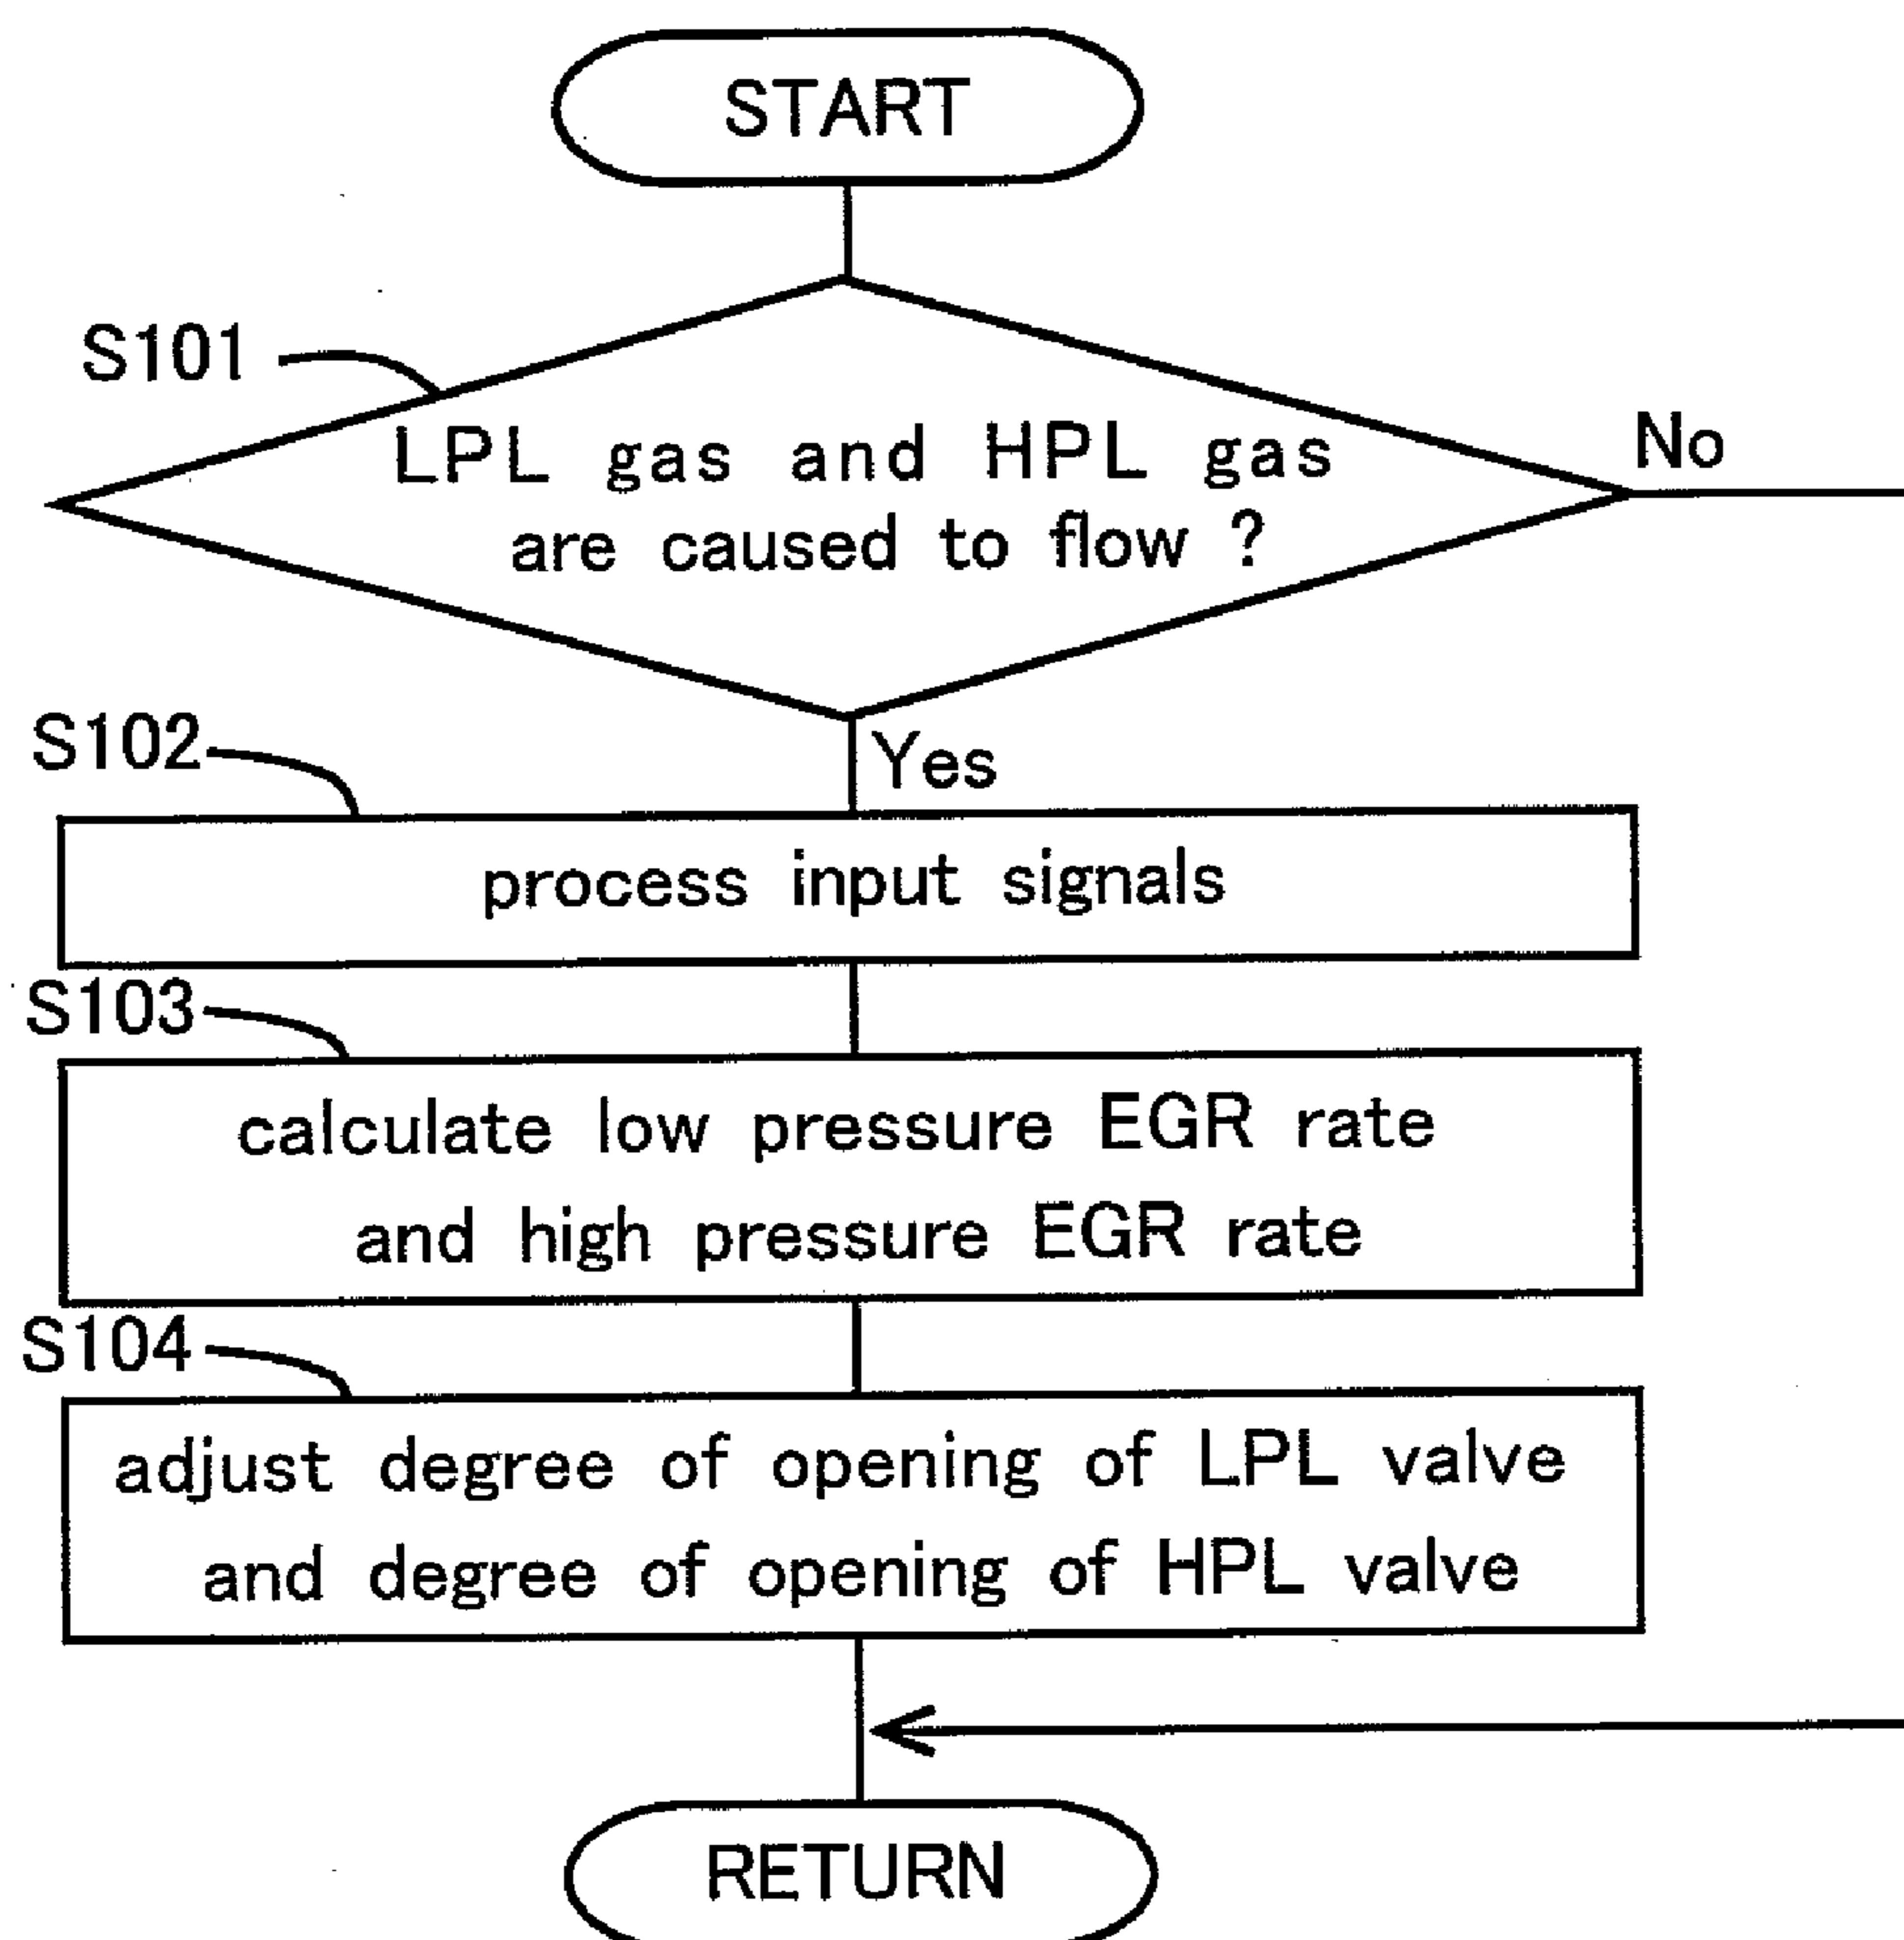 START
S101
LPL gas and HPL gas
are caused to flow ?
No
Yes
S102
process input signals
S103
calculate low pressure EGR rate
and high pressure EGR rate
S104
adjust degree of opening of LPL valve
and degree of opening of HPL valve
RETURN